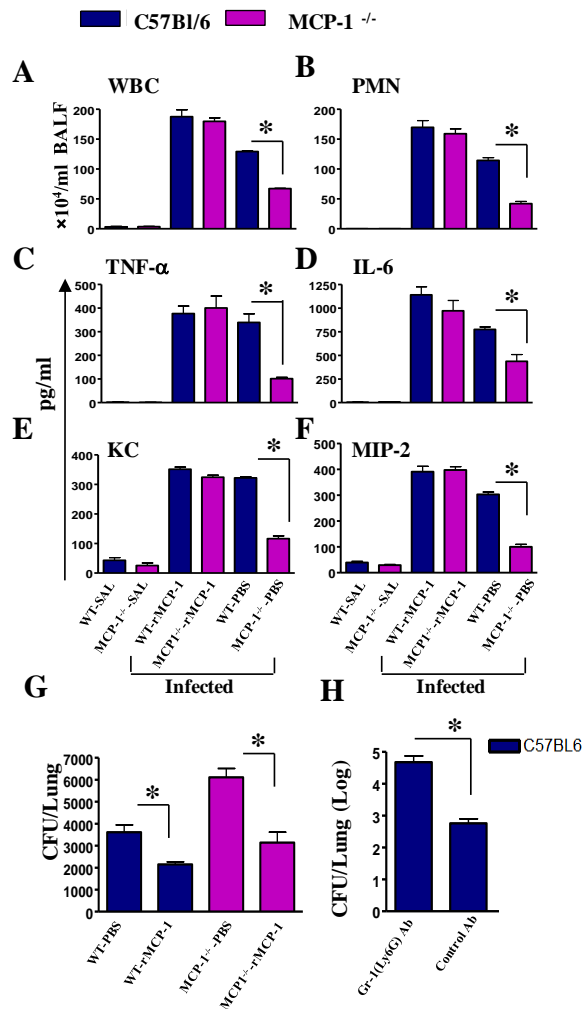 C57Bl/6 MCP-1 -/-
A WBC
B PMN
×10⁴/ml BALF
200
150
100
50
0
*
200
150
100
50
0
*
C TNF-α
D IL-6
pg/ml
400
300
200
100
0
*
1250
1000
750
500
250
0
*
E KC
F MIP-2
300
200
100
0
*
400
300
200
100
0
*
WT-SAL
MCP-1-/--SAL
WT-rMCP-1
MCP1-/--rMCP-1
WT-PBS
MCP-1-/--PBS
Infected
WT-SAL
MCP-1-/--SAL
WT-rMCP-1
MCP1-/--rMCP-1
WT-PBS
MCP-1-/--PBS
Infected
G
CFU/Lung
7000
6000
5000
4000
3000
2000
1000
0
*
*
WT-PBS
WT-rMCP-1
MCP-1-/--PBS
MCP1-/--rMCP-1
H
C57BL6
CFU/Lung (Log)
5
4
3
2
1
0
*
Gr-1(Ly6G) Ab
Control Ab